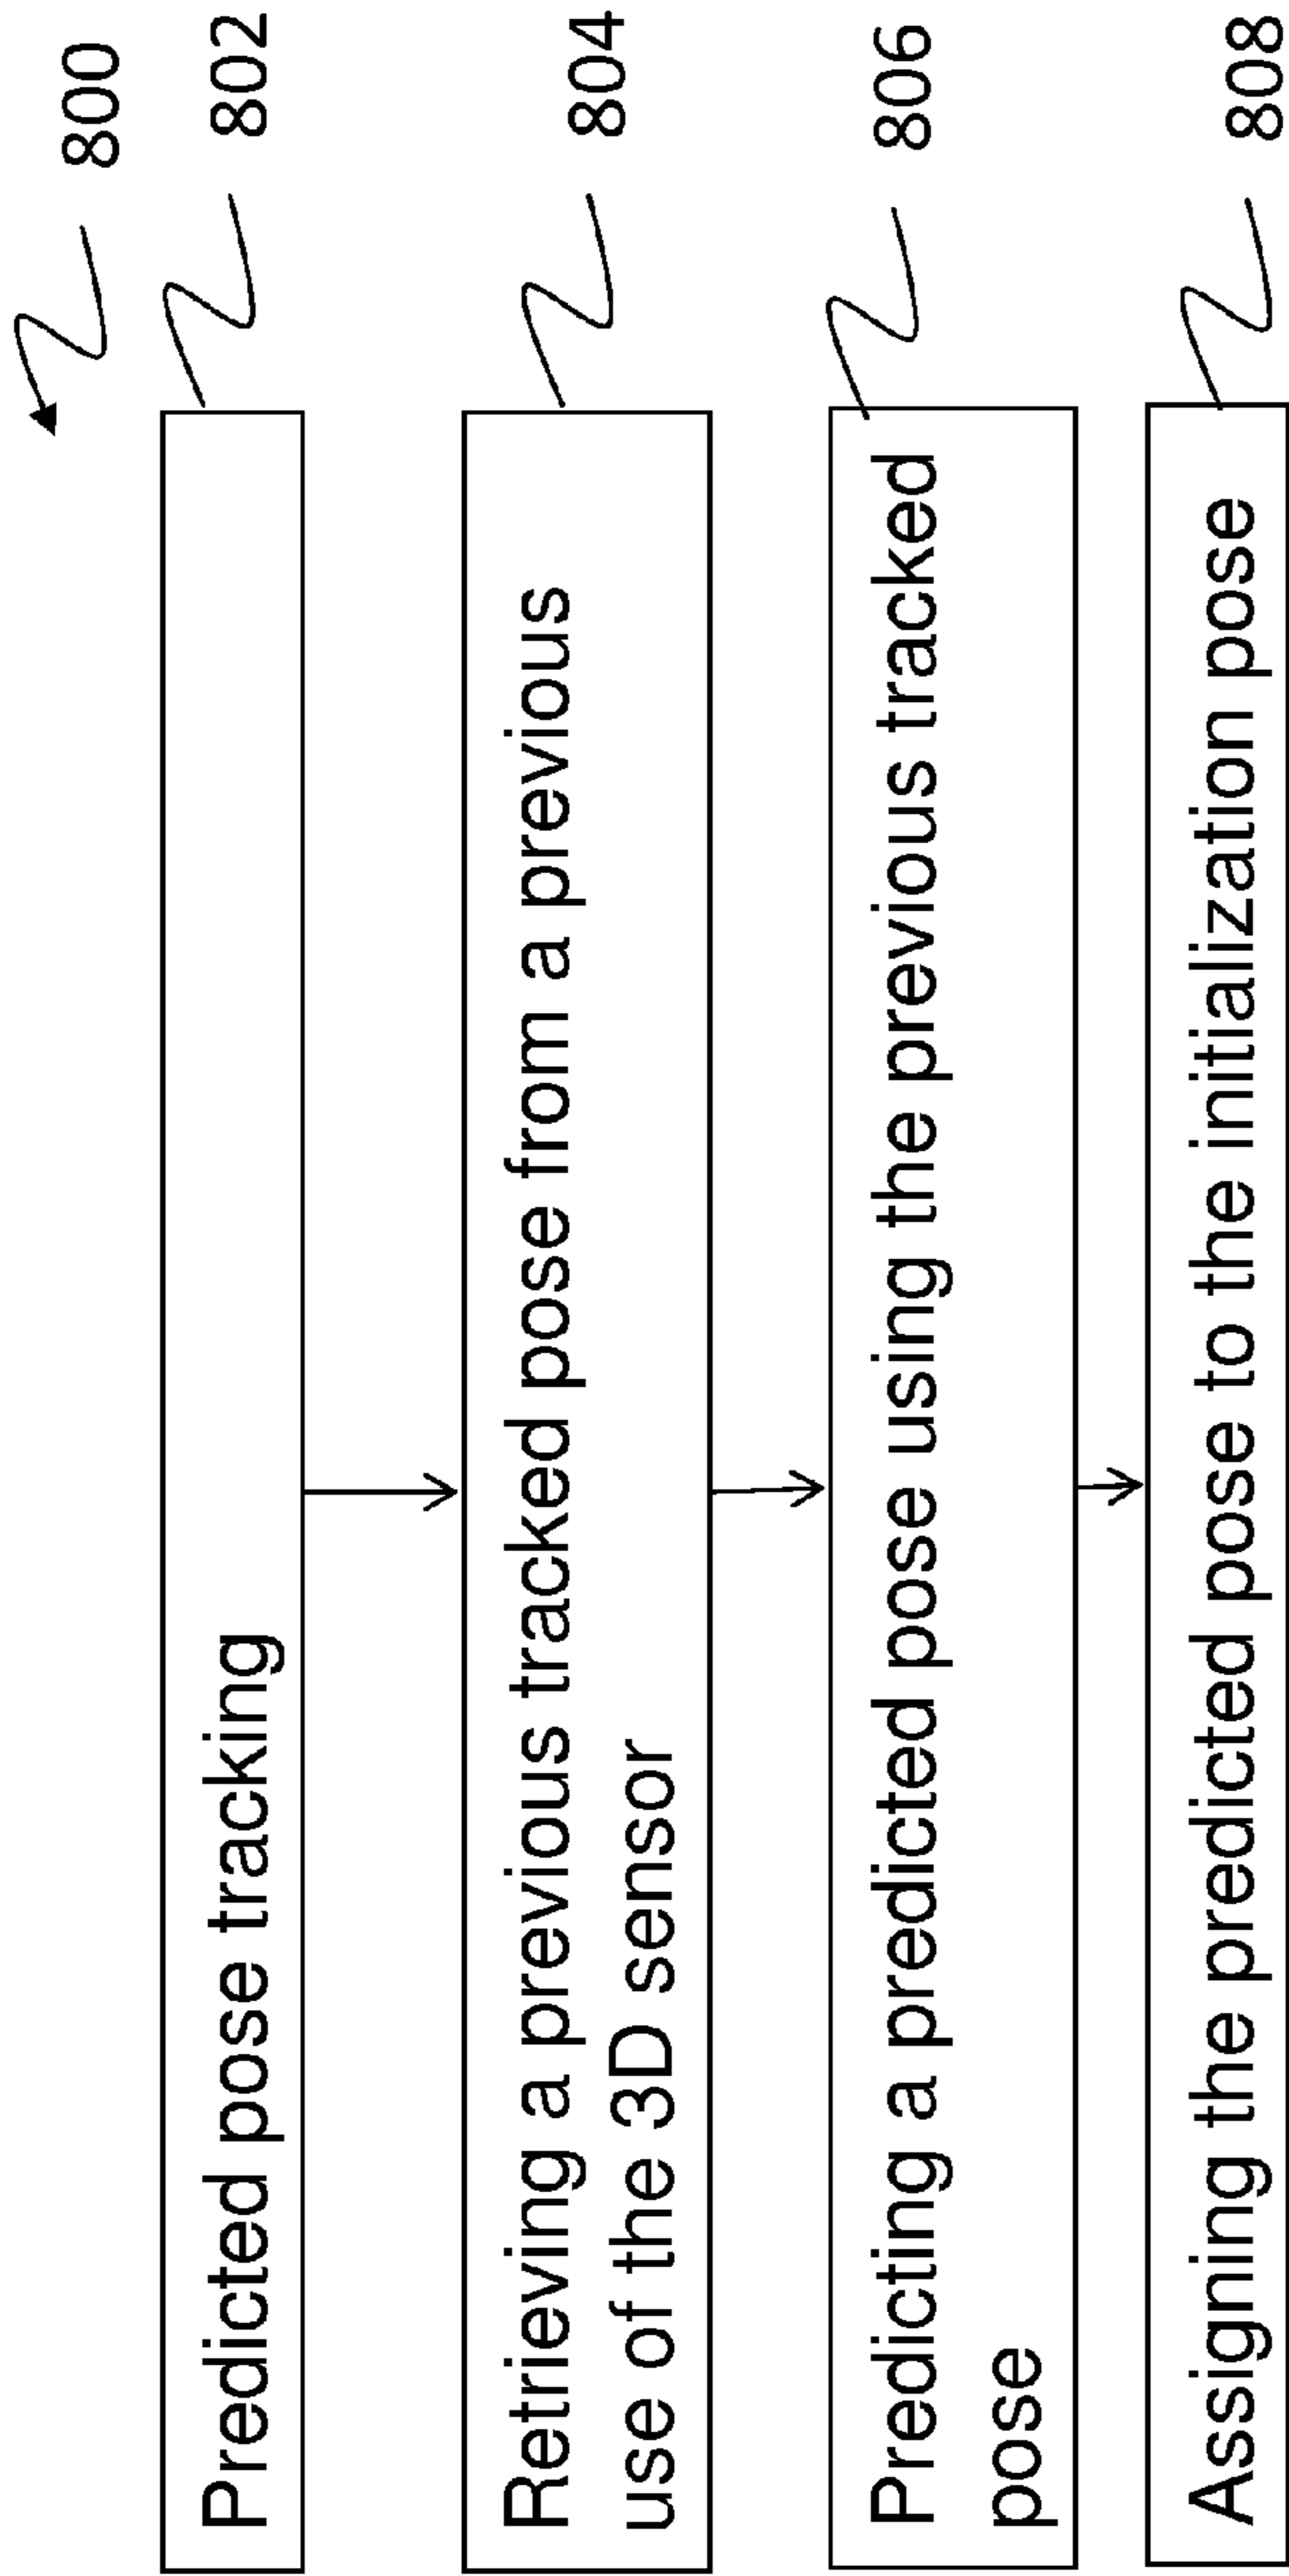 800
Predicted pose tracking
802
Retrieving a previous tracked pose from a previous
use of the 3D sensor
804
Predicting a predicted pose using the previous tracked
pose
806
Assigning the predicted pose to the initialization pose
808